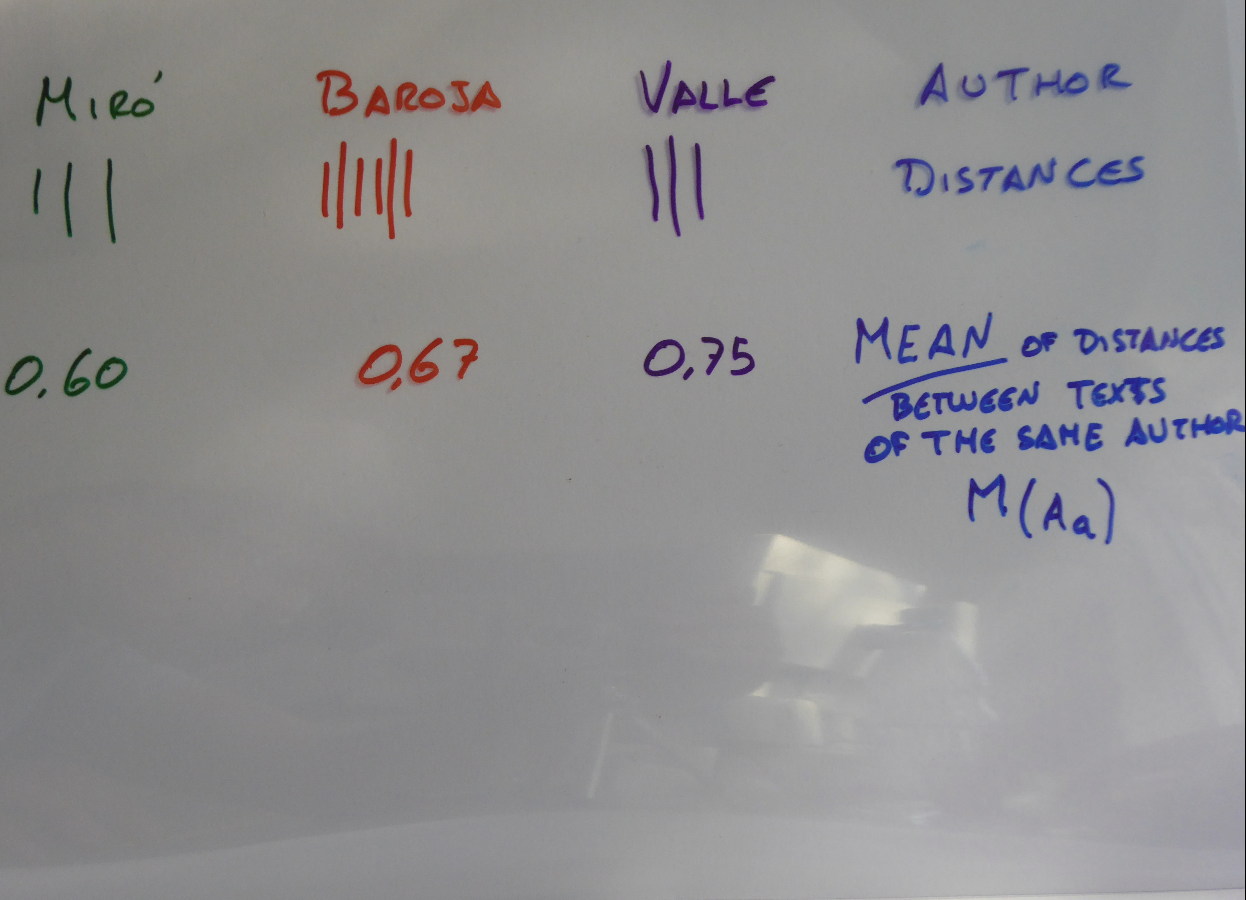 MIRÓ BAROJA VALLE AUTHOR
DISTANCES
0,60 0,67 0,75 MEAN OF DISTANCES
BETWEEN TEXTS
OF THE SAME AUTHOR
M(Aa)